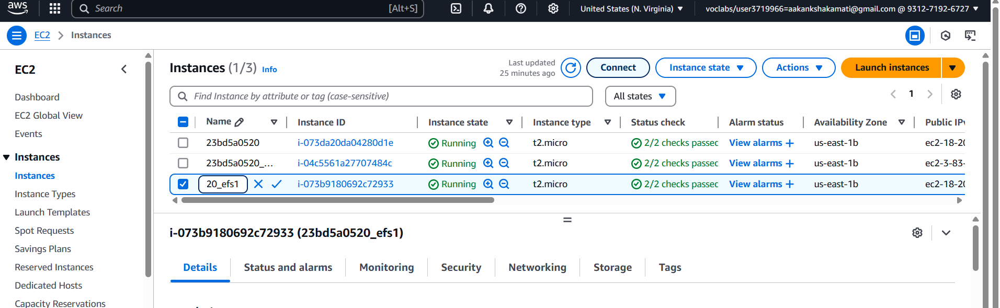 aws
Search [Alt+S]
United States (N. Virginia)
voclabs/user3719966=aakankshakamati@gmail.com @ 9312-7192-6727
EC2 > Instances
EC2
Dashboard
EC2 Global View
Events
Instances
Instances
Instance Types
Launch Templates
Spot Requests
Savings Plans
Reserved Instances
Dedicated Hosts
Capacity Reservations
Instances (1/3) Info
Last updated
25 minutes ago
Connect
Instance state
Actions
Launch instances
Find Instance by attribute or tag (case-sensitive)
All states
1
Name Instance ID Instance state Instance type Status check Alarm status Availability Zone Public IPv
23bd5a0520 i-073da20da04280d1e Running t2.micro 2/2 checks passec View alarms + us-east-1b ec2-18-20
23bd5a0520_... i-04c5561a27707484c Running t2.micro 2/2 checks passec View alarms + us-east-1b ec2-3-83-
20_efs1 i-073b9180692c72933 Running t2.micro 2/2 checks passec View alarms + us-east-1b ec2-18-20
i-073b9180692c72933 (23bd5a0520_efs1)
Details Status and alarms Monitoring Security Networking Storage Tags